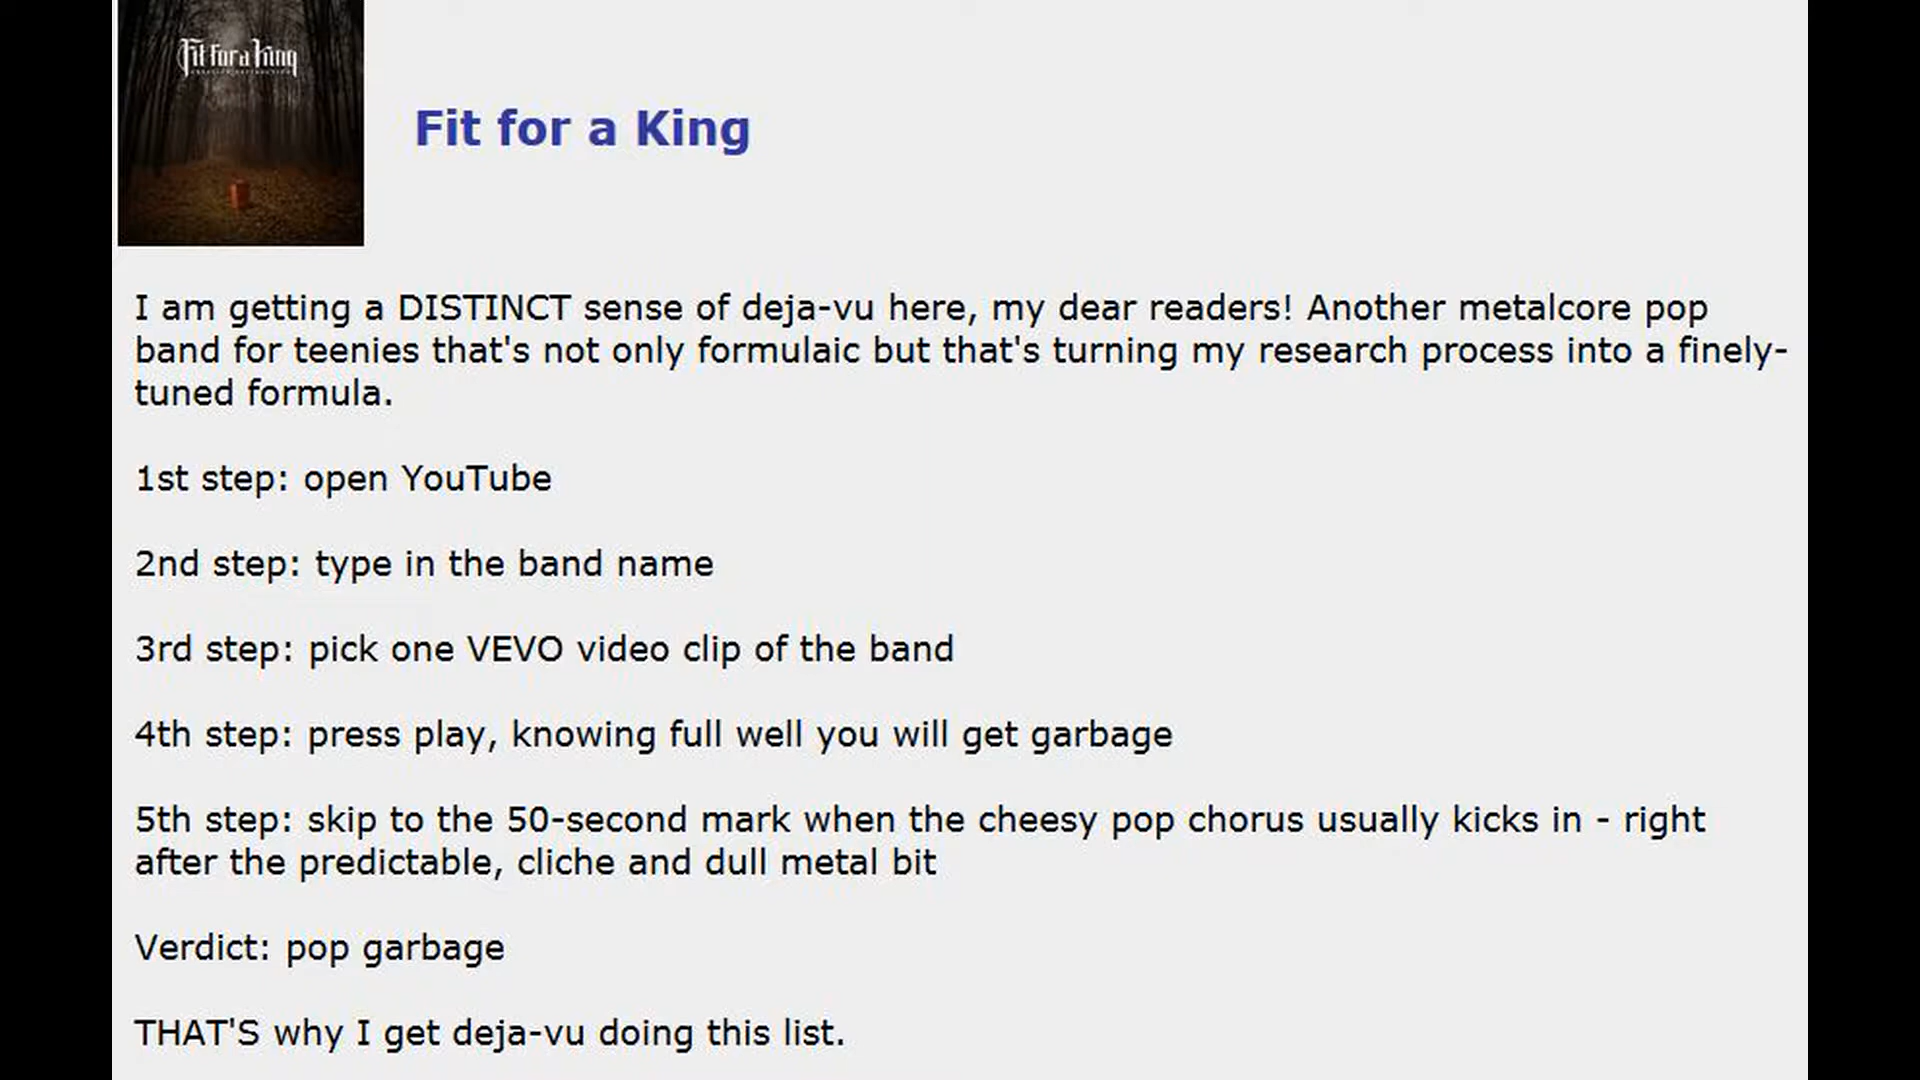 Fit for a King
Fit for a King
I am getting a DISTINCT sense of deja-vu here, my dear readers! Another metalcore pop
band for teenies that's not only formulaic but that's turning my research process into a finely-
tuned formula.
1st step: open YouTube
2nd step: type in the band name
3rd step: pick one VEVO video clip of the band
4th step: press play, knowing full well you will get garbage
5th step: skip to the 50-second mark when the cheesy pop chorus usually kicks in - right
after the predictable, cliche and dull metal bit
Verdict: pop garbage
THAT'S why I get deja-vu doing this list.